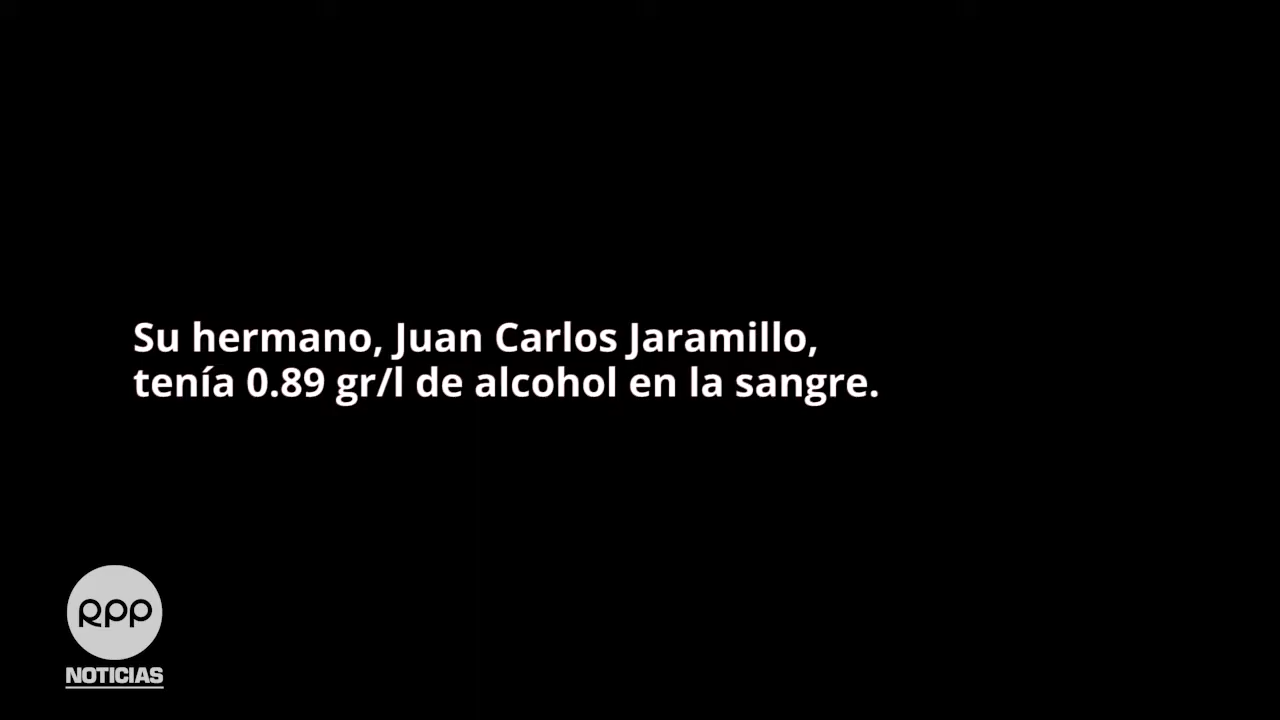 Su hermano, Juan Carlos Jaramillo,
tenía 0.89 gr/l de alcohol en la sangre.
RPP
NOTICIAS